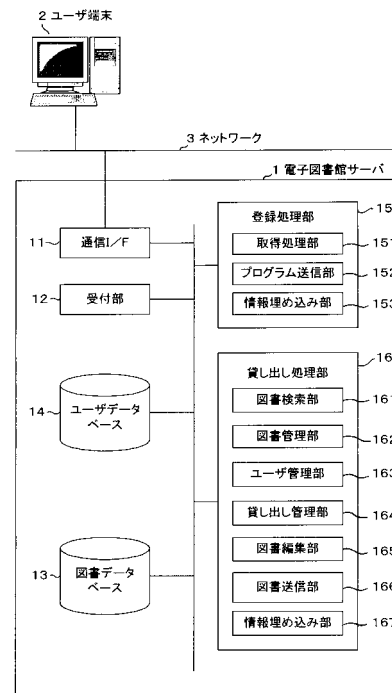 2 ユーザ端末
3 ネットワーク
1 電子図書館サーバ
11 通信I/F
12 受付部
14 ユーザデータベース
13 図書データベース
15
登録処理部
取得処理部 151
プログラム送信部 152
情報埋め込み部 153
16
貸し出し処理部
図書検索部 161
図書管理部 162
ユーザ管理部 163
貸し出し管理部 164
図書編集部 165
図書送信部 166
情報埋め込み部 167